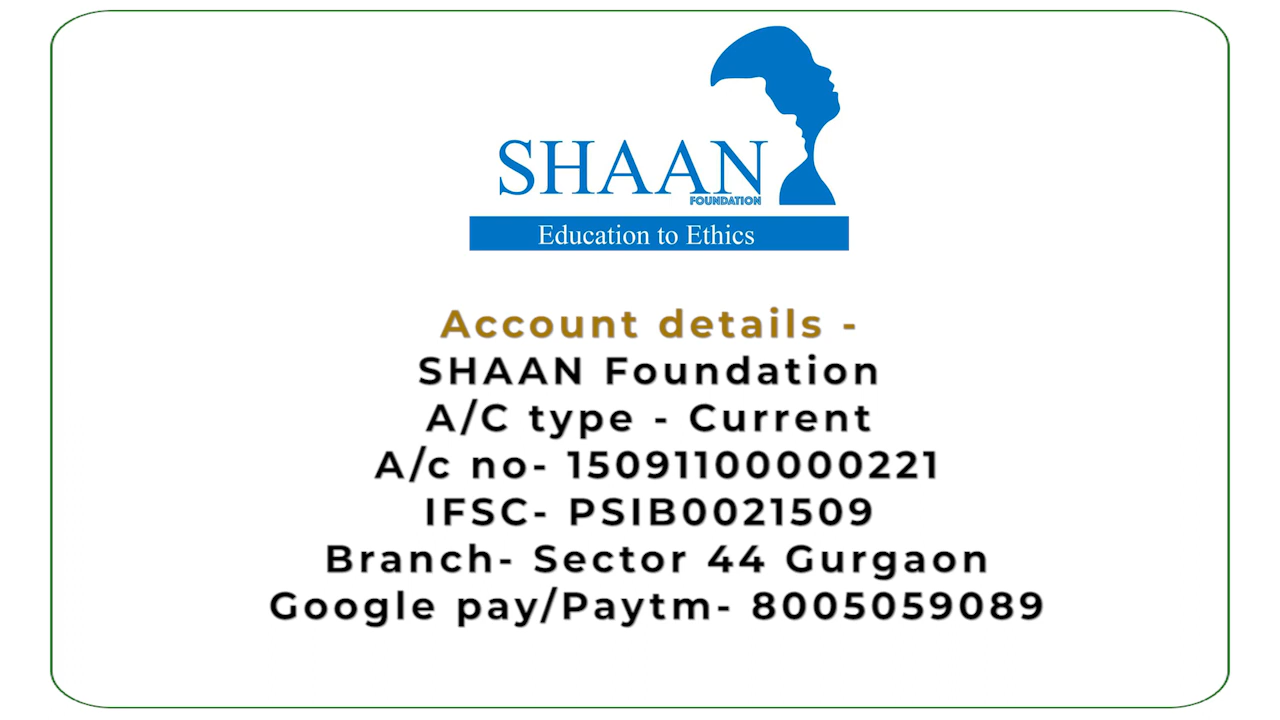 SHAAN
FOUNDATION
Education to Ethics
Account details -
SHAAN Foundation
A/C type - Current
A/c no- 15091100000221
IFSC- PSIB0021509
Branch- Sector 44 Gurgaon
Google pay/Paytm- 8005059089